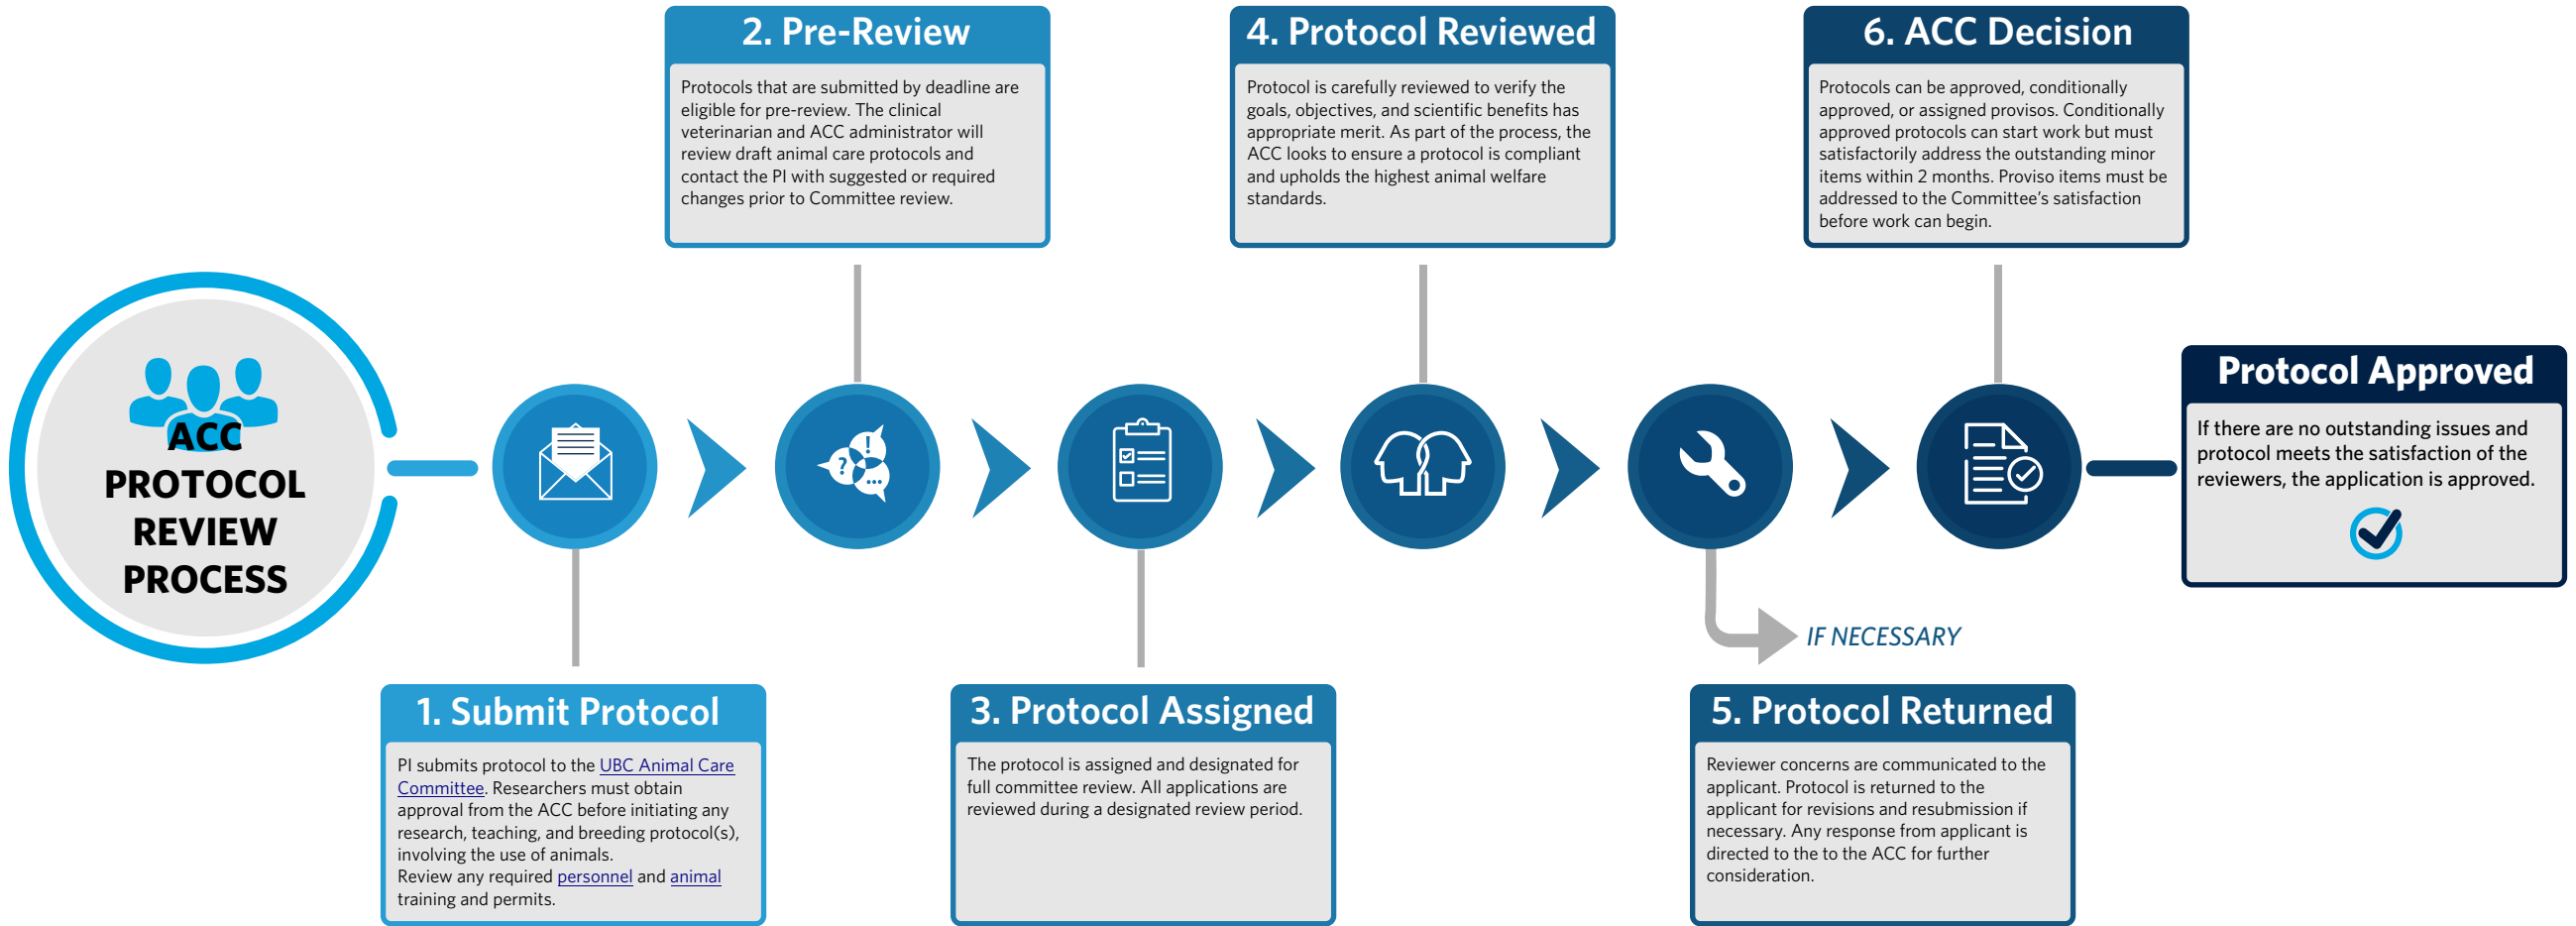 ACC
PROTOCOL
REVIEW
PROCESS
1. Submit Protocol
PI submits protocol to the UBC Animal Care
Committee. Researchers must obtain
approval from the ACC before initiating any
research, teaching, and breeding protocol(s),
involving the use of animals.
Review any required personnel and animal
training and permits.
2. Pre-Review
Protocols that are submitted by deadline are
eligible for pre-review. The clinical
veterinarian and ACC administrator will
review draft animal care protocols and
contact the PI with suggested or required
changes prior to Committee review.
3. Protocol Assigned
The protocol is assigned and designated for
full committee review. All applications are
reviewed during a designated review period.
4. Protocol Reviewed
Protocol is carefully reviewed to verify the
goals, objectives, and scientific benefits has
appropriate merit. As part of the process, the
ACC looks to ensure a protocol is compliant
and upholds the highest animal welfare
standards.
IF NECESSARY
5. Protocol Returned
Reviewer concerns are communicated to the
applicant. Protocol is returned to the
applicant for revisions and resubmission if
necessary. Any response from applicant is
directed to the to the ACC for further
consideration.
6. ACC Decision
Protocols can be approved, conditionally
approved, or assigned provisos. Conditionally
approved protocols can start work but must
satisfactorily address the outstanding minor
items within 2 months. Proviso items must be
addressed to the Committee's satisfaction
before work can begin.
Protocol Approved
If there are no outstanding issues and
protocol meets the satisfaction of the
reviewers, the application is approved.